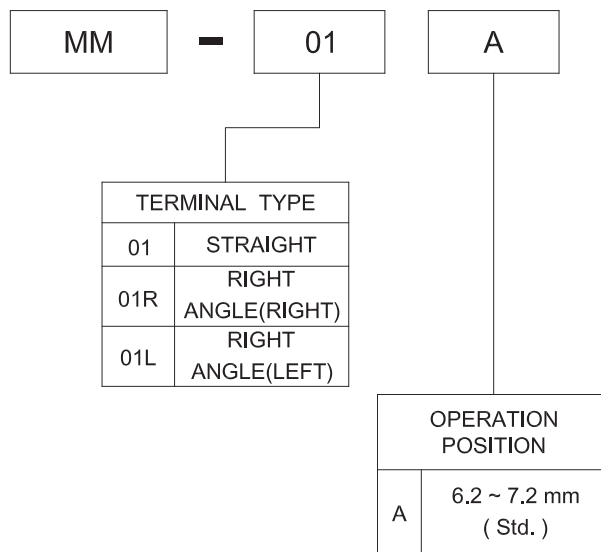 MM - 01 A
TERMINAL TYPE
01 STRAIGHT
01R RIGHT ANGLE(RIGHT)
01L RIGHT ANGLE(LEFT)
OPERATION
POSITION
A 6.2 ~ 7.2 mm
( Std. )